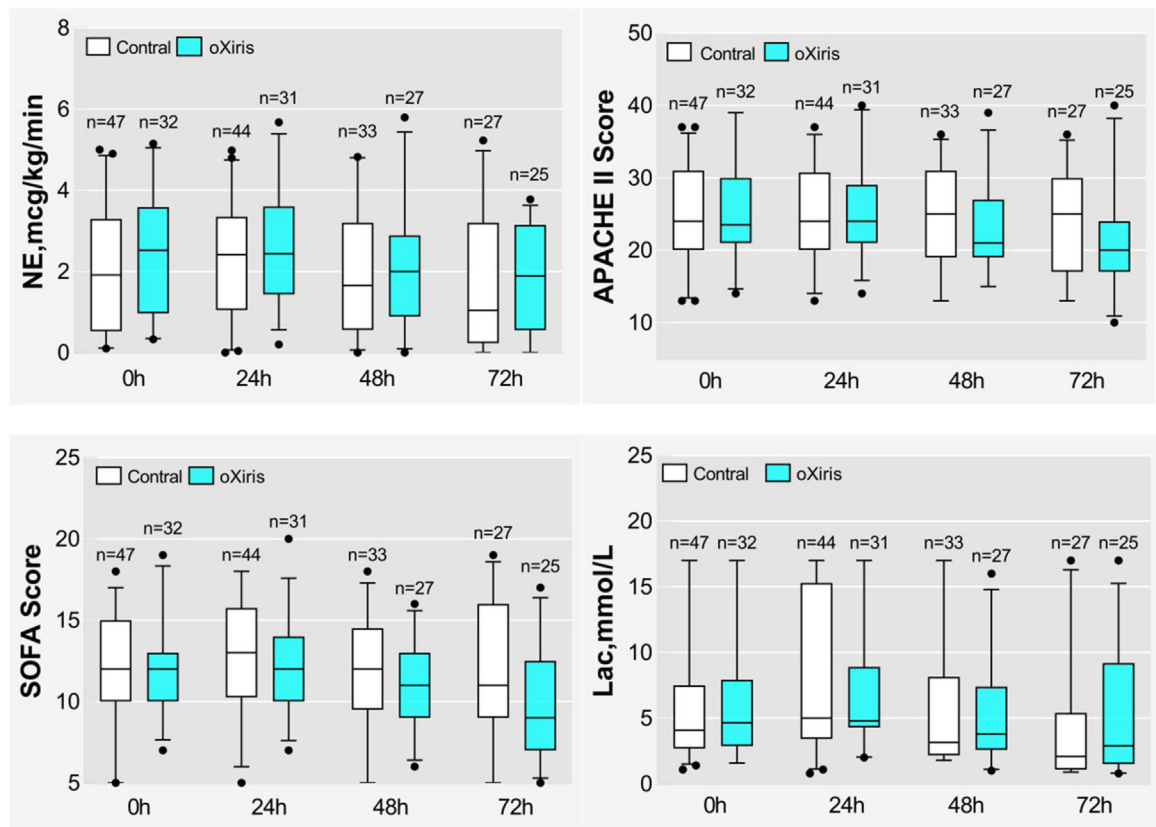 NE,mcg/kg/min
8
6
4
2
0
Contral oXiris
n=47 n=32 n=44 n=31 n=33 n=27 n=27 n=25
0h 24h 48h 72h
APACHE II Score
50
40
30
20
10
Contral oXiris
n=47 n=32 n=44 n=31 n=33 n=27 n=27 n=25
0h 24h 48h 72h
SOFA Score
25
20
15
10
5
Contral oXiris
n=47 n=32 n=44 n=31 n=33 n=27 n=27 n=25
0h 24h 48h 72h
Lac,mmol/L
25
20
15
10
5
0
Contral oXiris
n=47 n=32 n=44 n=31 n=33 n=27 n=27 n=25
0h 24h 48h 72h